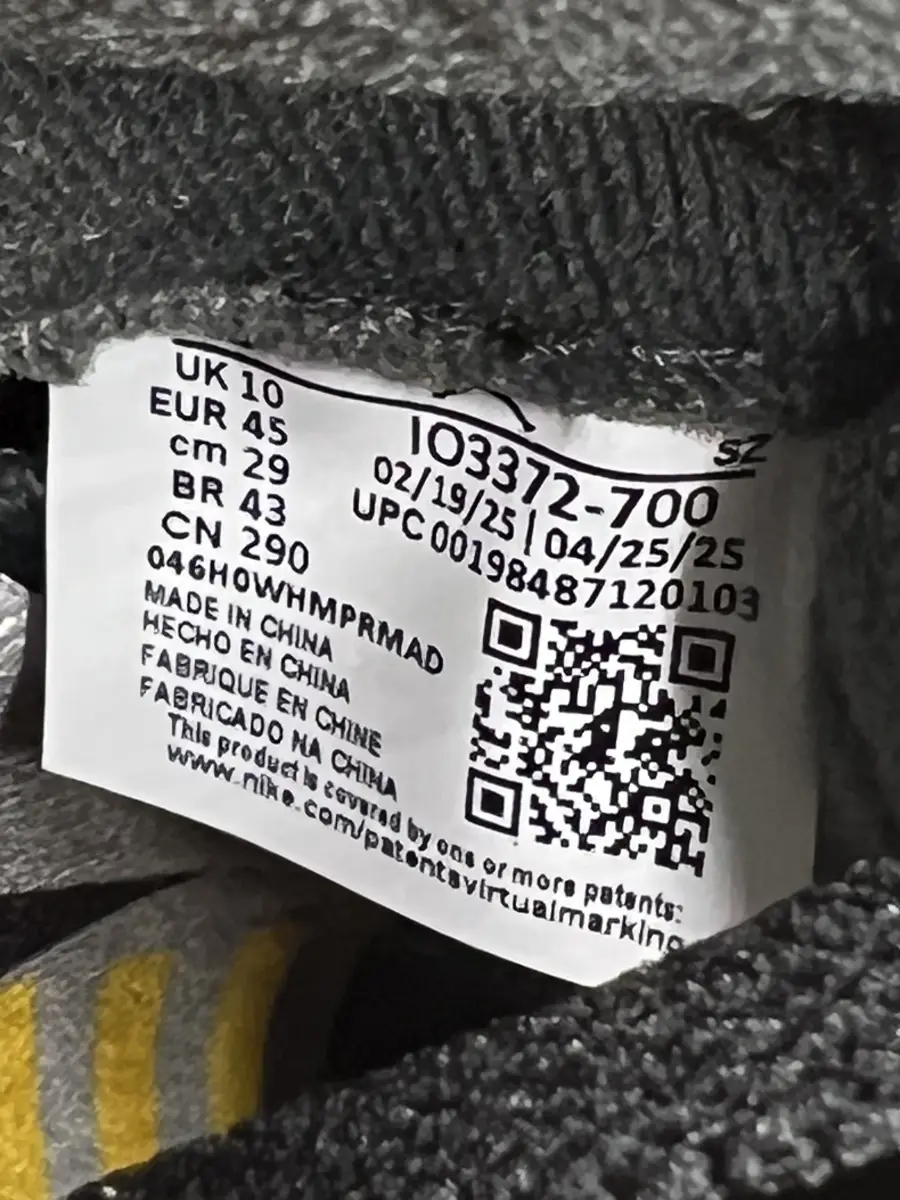 UK 10
EUR 45
cm 29
BR 43
CN 290
SZ
IO3372-700
02/19/25 | 04/25/25
UPC 00198487120103
046H0WHMPRMAD
MADE IN CHINA
HECHO EN CHINA
FABRIQUE EN CHINE
FABRICADO NA CHINA
This product is covered by one or more patents:
www.nike.com/patentsvirtualmarking